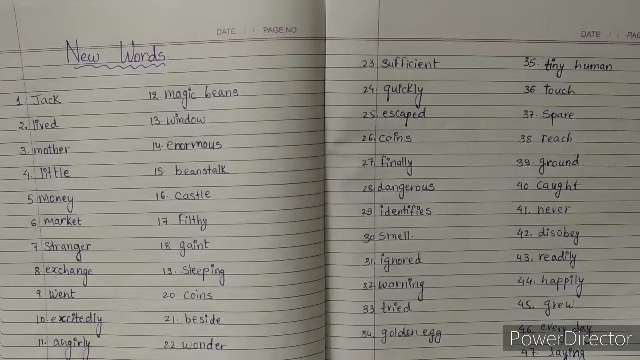 DATE / / PAGE NO
New Words
1. Jack
2. lived
3. mother
4. little
5 money
6 market
7 Stranger
8 exchange
9 went
10. excitedly
11. angirly
12 magic beans
13 window
14. enormous
15. beanstalk
16. castle
17 filthy
18 gaint
19. sleeping
20 coins
21. beside
22 wonder
DATE / / PAG
23 sufficient
24. quickly
25 escaped
26 coins
27 finally
28 dangerous
29 identifies
30 smell
31 ignored
32 warning
33 tried
34. golden egg
35. tiny human
36 touch
37. Spare
38. reach
39. ground
40 caught
41. never
42. disobey
43. readily
44. happily
45. grew
46 every day
47. laying
PowerDirector